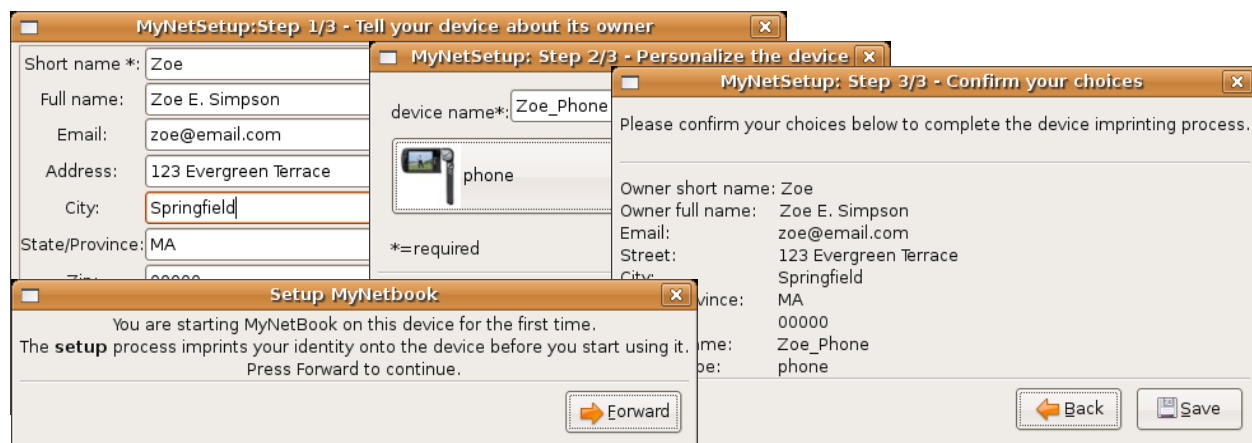 MyNetSetup:Step 1/3 - Tell your device about its owner
Short name *: Zoe
Full name: Zoe E. Simpson
Email: zoe@email.com
Address: 123 Evergreen Terrace
City: Springfield
State/Province: MA
Zip: 00000
MyNetSetup: Step 2/3 - Personalize the device
device name*: Zoe_Phone
phone
*=required
MyNetSetup: Step 3/3 - Confirm your choices
Please confirm your choices below to complete the device imprinting process.
Owner short name: Zoe
Owner full name: Zoe E. Simpson
Email: zoe@email.com
Street: 123 Evergreen Terrace
City: Springfield
vince: MA
00000
me: Zoe_Phone
pe: phone
Back
Save
Setup MyNetbook
You are starting MyNetBook on this device for the first time.
The setup process imprints your identity onto the device before you start using it.
Press Forward to continue.
Forward